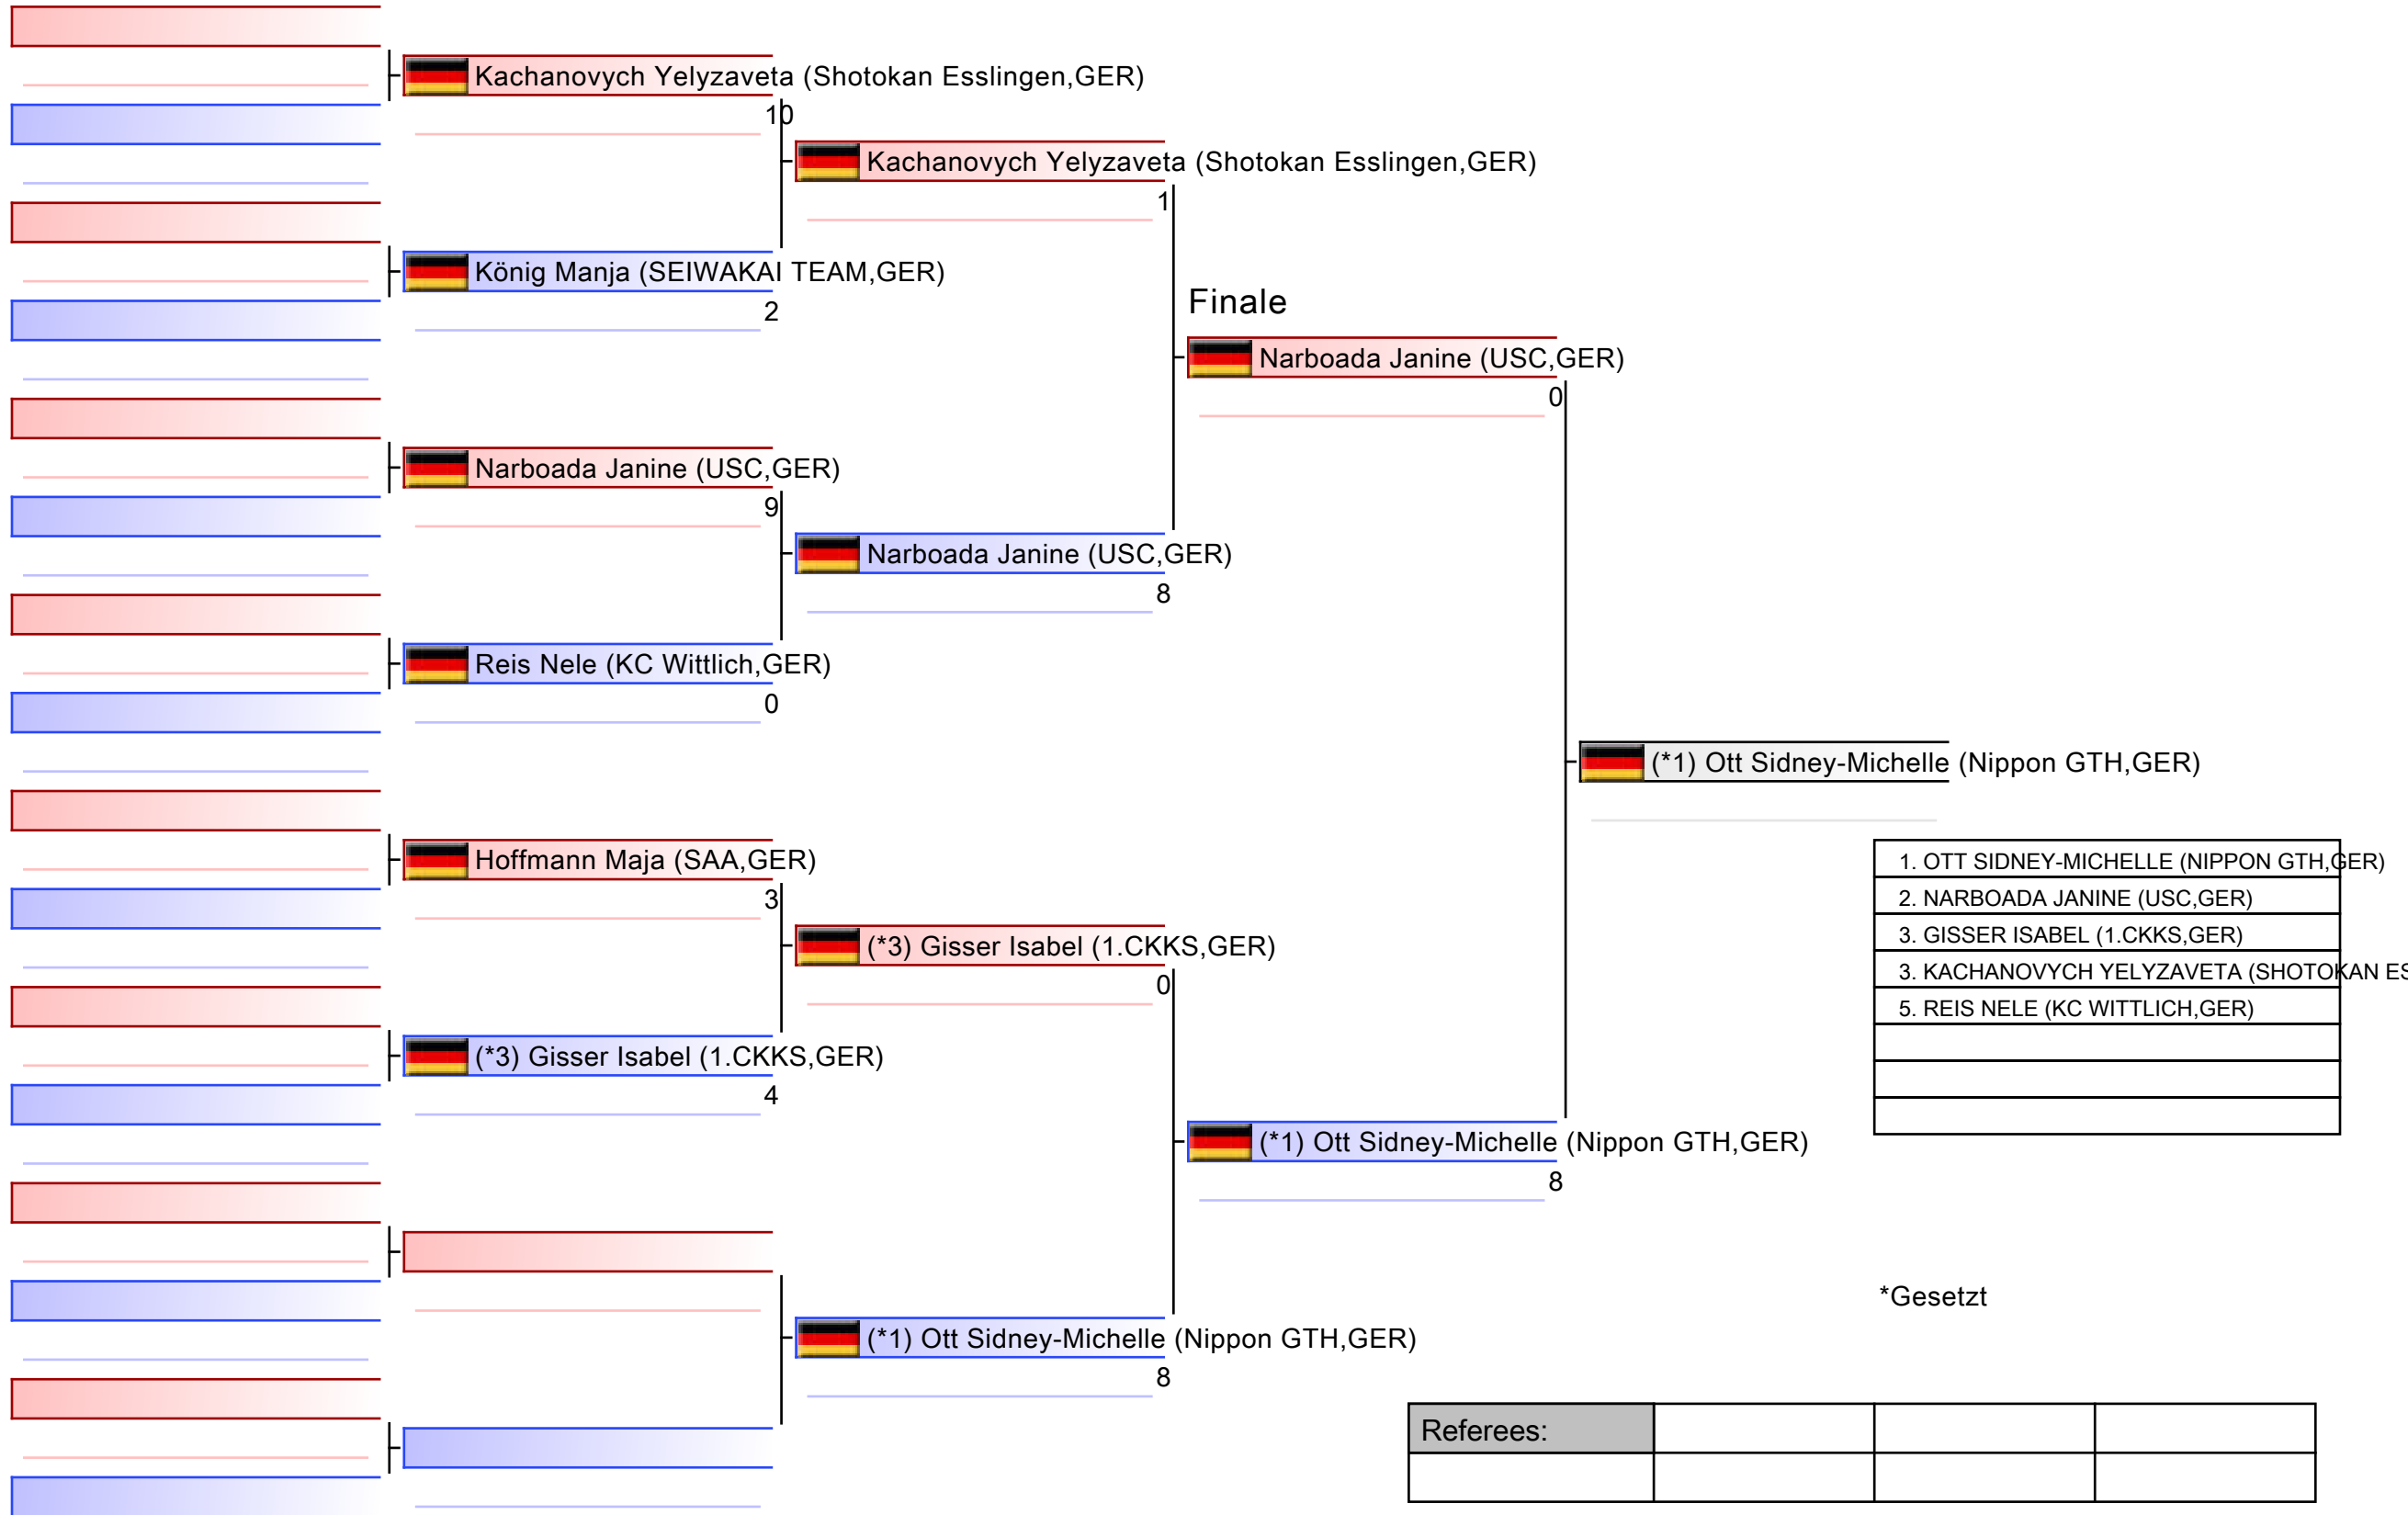 Kachanovych Yelyzaveta (Shotokan Esslingen,GER)
10
Kachanovych Yelyzaveta (Shotokan Esslingen,GER)
1
König Manja (SEIWAKAI TEAM,GER)
2
Finale
Narboada Janine (USC,GER)
0
Narboada Janine (USC,GER)
9
Narboada Janine (USC,GER)
8
Reis Nele (KC Wittlich,GER)
0
(*1) Ott Sidney-Michelle (Nippon GTH,GER)
Hoffmann Maja (SAA,GER)
3
1. OTT SIDNEY-MICHELLE (NIPPON GTH,GER)
2. NARBOADA JANINE (USC,GER)
3. GISSER ISABEL (1.CKKS,GER)
3. KACHANOVYCH YELYZAVETA (SHOTOKAN ES
5. REIS NELE (KC WITTLICH,GER)
(*3) Gisser Isabel (1.CKKS,GER)
0
(*3) Gisser Isabel (1.CKKS,GER)
4
(*1) Ott Sidney-Michelle (Nippon GTH,GER)
8
*Gesetzt
(*1) Ott Sidney-Michelle (Nippon GTH,GER)
8
Referees: